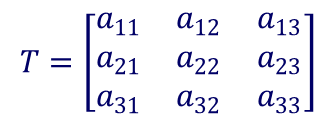 a₁₁ a₁₂ a₁₃
T = a₂₁ a₂₂ a₂₃
a₃₁ a₃₂ a₃₃